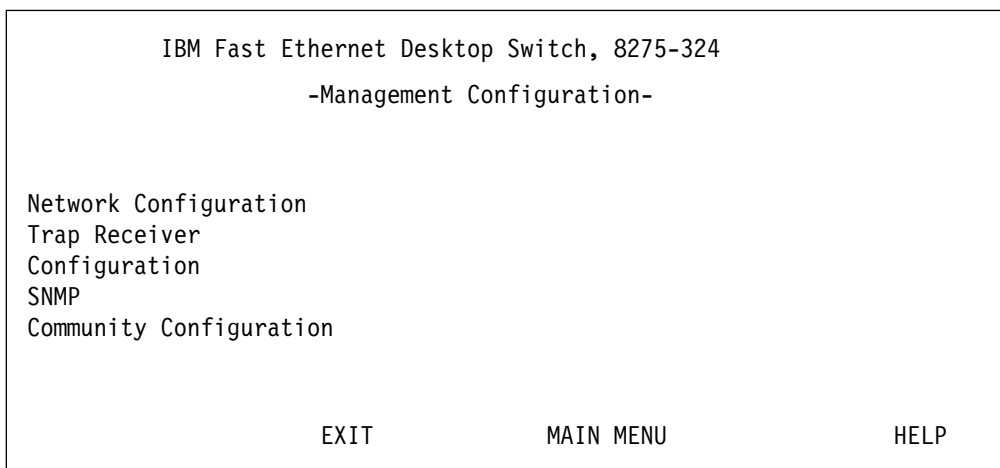 IBM Fast Ethernet Desktop Switch, 8275-324
-Management Configuration-
Network Configuration
Trap Receiver
Configuration
SNMP
Community Configuration
EXIT MAIN MENU HELP